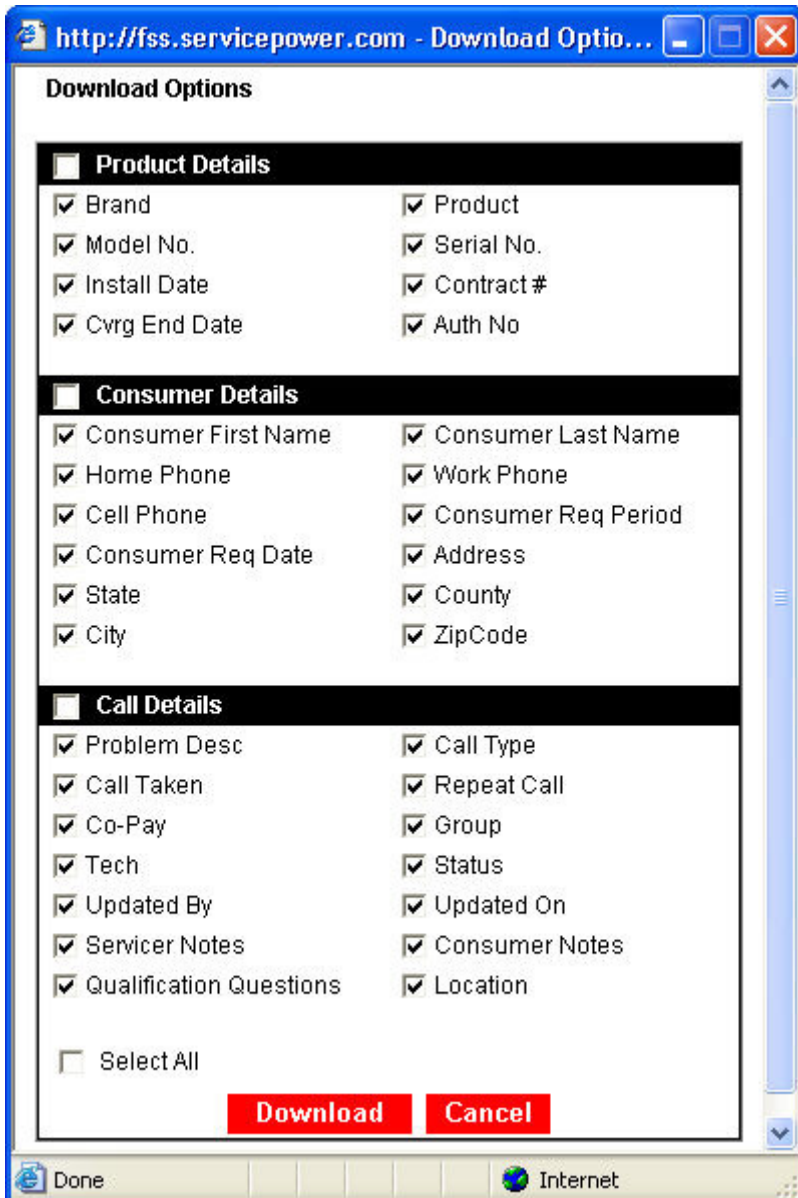 http://fss.servicepower.com - Download Optio...
Download Options
Product Details
Brand Product
Model No. Serial No.
Install Date Contract #
Cvrg End Date Auth No
Consumer Details
Consumer First Name Consumer Last Name
Home Phone Work Phone
Cell Phone Consumer Req Period
Consumer Req Date Address
State County
City ZipCode
Call Details
Problem Desc Call Type
Call Taken Repeat Call
Co-Pay Group
Tech Status
Updated By Updated On
Servicer Notes Consumer Notes
Qualification Questions Location
Select All
Download Cancel
Done Internet